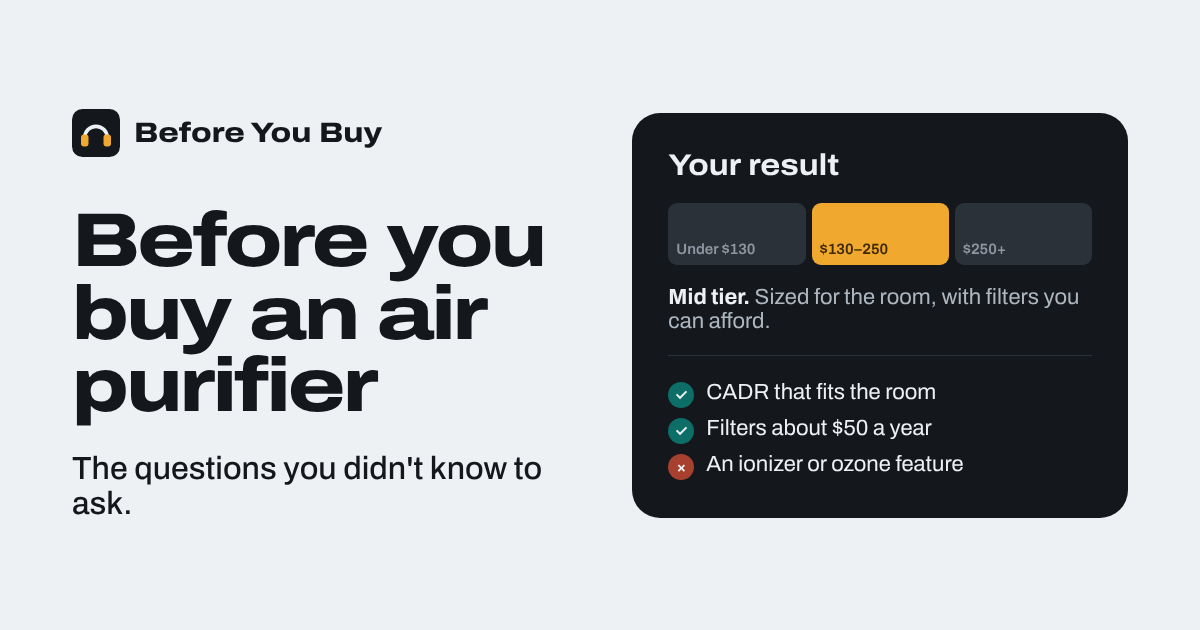 Before You Buy
Before you
buy an air
purifier
The questions you didn't know to
ask.
Your result
Under $130
$130–250
$250+
Mid tier. Sized for the room, with filters you
can afford.
CADR that fits the room
Filters about $50 a year
An ionizer or ozone feature